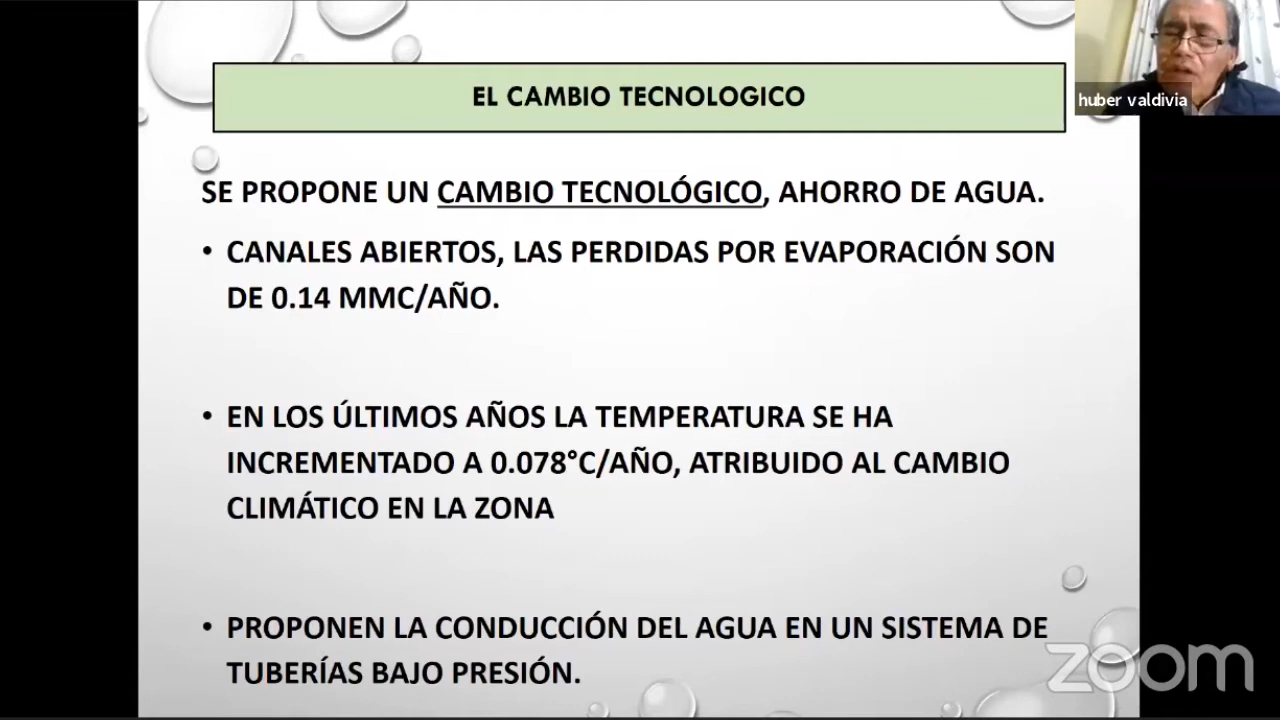 EL CAMBIO TECNOLOGICO
huber valdivia
SE PROPONE UN CAMBIO TECNOLÓGICO, AHORRO DE AGUA.
• CANALES ABIERTOS, LAS PERDIDAS POR EVAPORACIÓN SON
DE 0.14 MMC/AÑO.
• EN LOS ÚLTIMOS AÑOS LA TEMPERATURA SE HA
INCREMENTADO A 0.078°C/AÑO, ATRIBUIDO AL CAMBIO
CLIMÁTICO EN LA ZONA
• PROPONEN LA CONDUCCIÓN DEL AGUA EN UN SISTEMA DE
TUBERÍAS BAJO PRESIÓN.
zoom